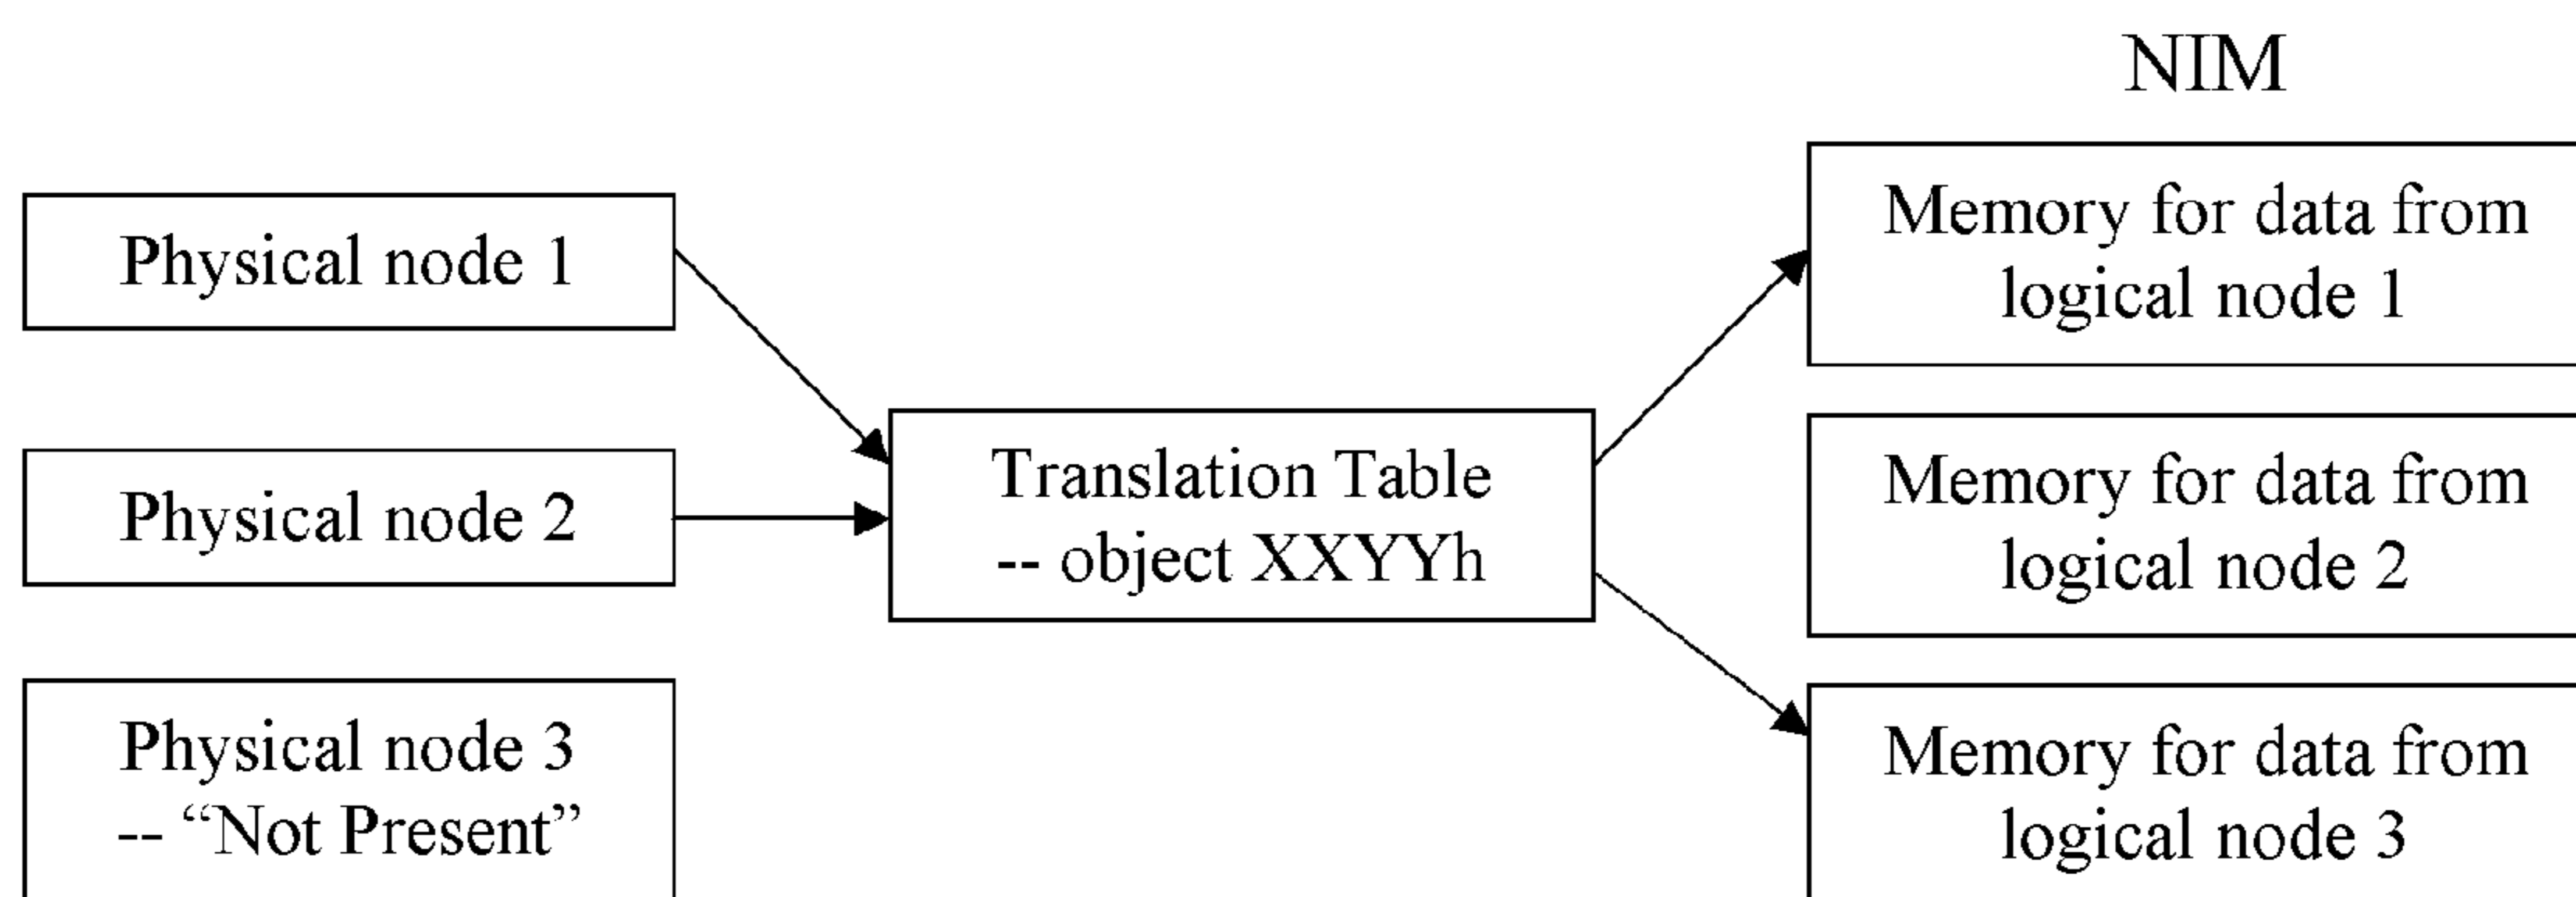 NIM
Physical node 1
Physical node 2
Physical node 3
-- “Not Present”
Translation Table
-- object XXYYh
Memory for data from
logical node 1
Memory for data from
logical node 2
Memory for data from
logical node 3